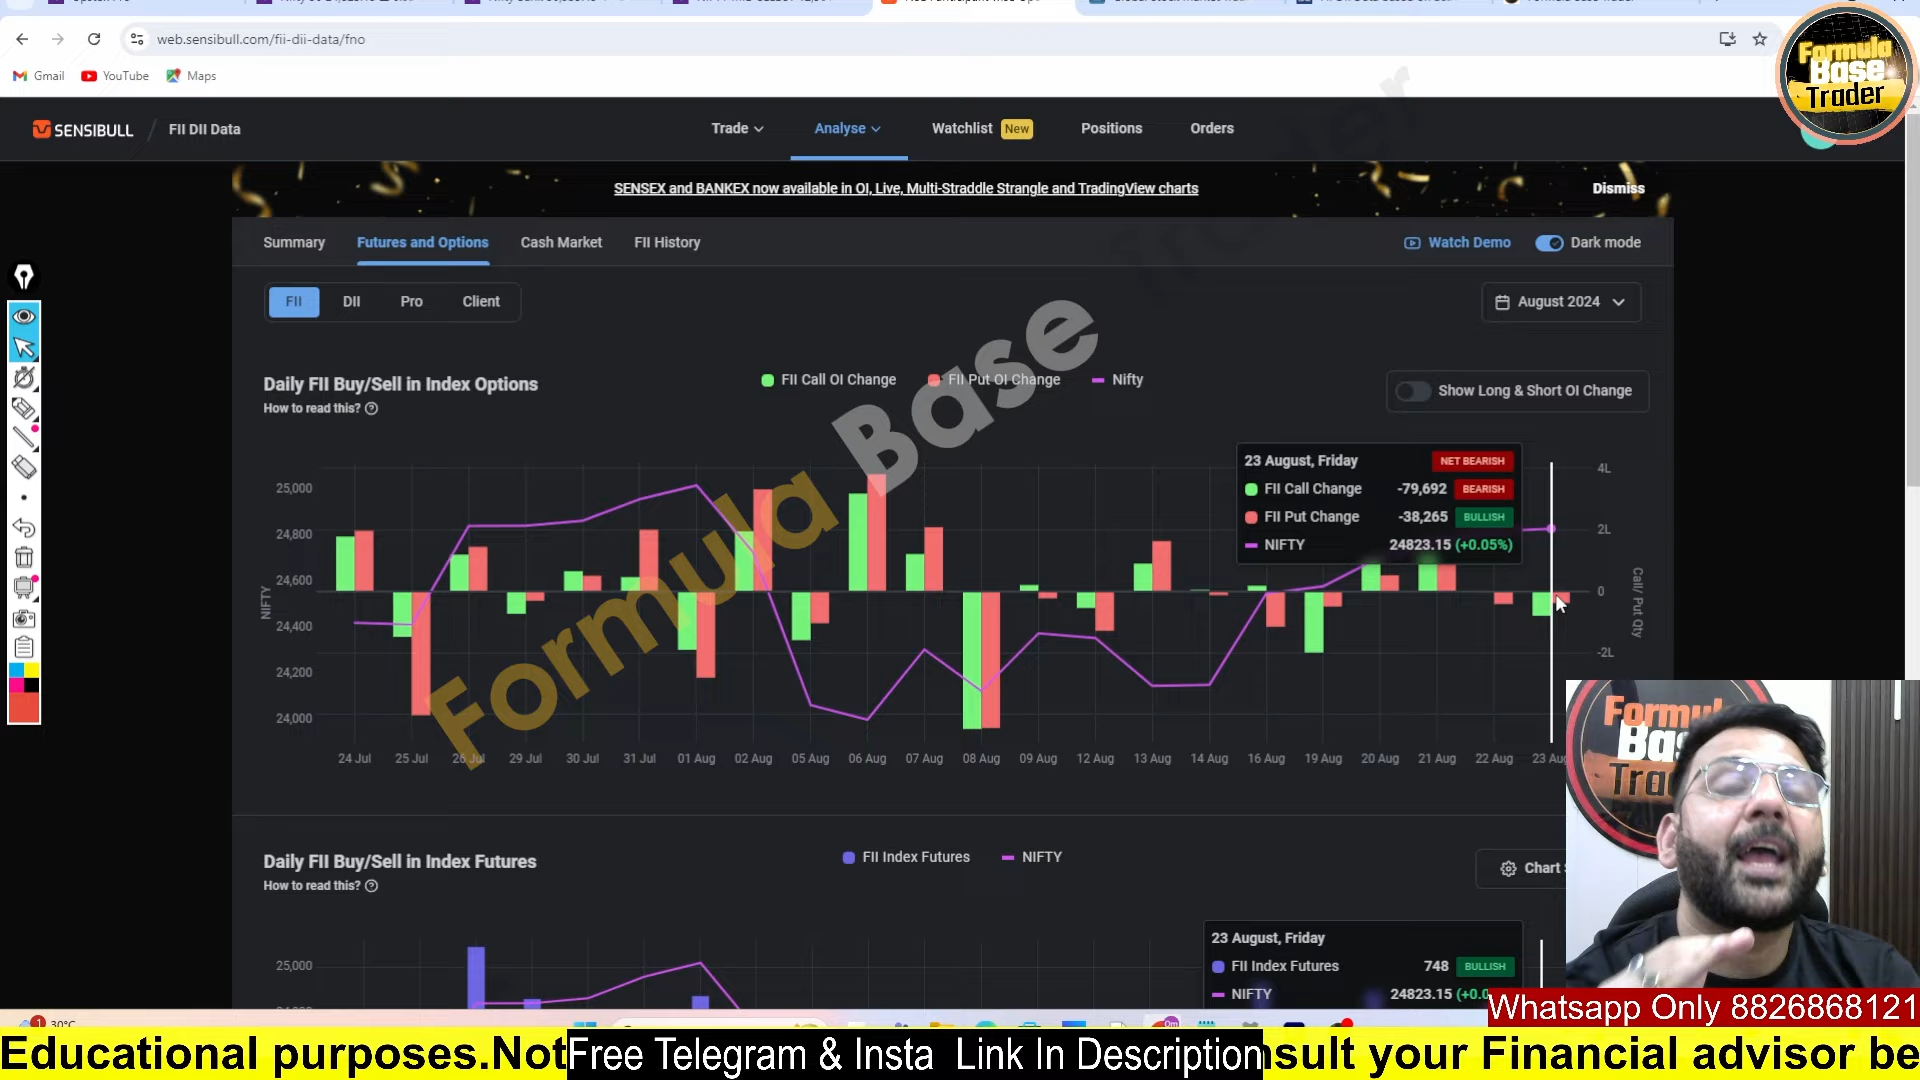 web.sensibull.com/fii-dii-data/fno
Gmail
YouTube
Maps
Formula
Base
Trader
SENSIBULL / FII DII Data
Trade
Analyse
Watchlist New
Positions
Orders
SENSEX and BANKEX now available in OI, Live, Multi-Straddle Strangle and TradingView charts
Dismiss
Summary
Futures and Options
Cash Market
FII History
Watch Demo
Dark mode
FII
DII
Pro
Client
August 2024
Daily FII Buy/Sell in Index Options
How to read this?
FII Call OI Change
FII Put OI Change
Nifty
Show Long & Short OI Change
Formula Base Trader
23 August, Friday NET BEARISH
FII Call Change -79,692 BEARISH
FII Put Change -38,265 BULLISH
NIFTY 24823.15 (+0.05%)
25,000
24,800
24,600
24,400
24,200
24,000
NIFTY
4L
2L
0
-2L
Call/ Put Qty
24 Jul 25 Jul 26 Jul 29 Jul 30 Jul 31 Jul 01 Aug 02 Aug 05 Aug 06 Aug 07 Aug 08 Aug 09 Aug 12 Aug 13 Aug 14 Aug 16 Aug 19 Aug 20 Aug 21 Aug 22 Aug 23 Aug
Daily FII Buy/Sell in Index Futures
How to read this?
FII Index Futures
NIFTY
Chart
25,000
23 August, Friday
FII Index Futures 748 BULLISH
NIFTY 24823.15 (+0.0
Formula
Ba
Trad
30°C
Whatsapp Only 8826868121
Educational purposes.Not
Free Telegram & Insta Link In Description
nsult your Financial advisor be